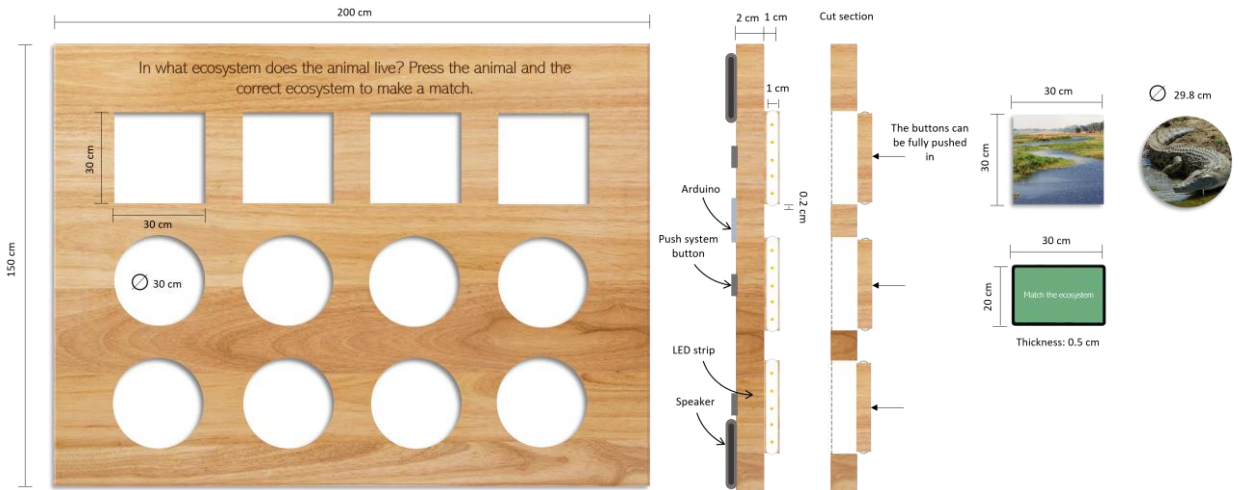 200 cm
150 cm
In what ecosystem does the animal live? Press the animal and the
correct ecosystem to make a match.
30 cm
30 cm
30 cm
2 cm
1 cm
1 cm
Arduino
Push system
button
LED strip
Speaker
0.2 cm
Cut section
The buttons can
be fully pushed
in
30 cm
30 cm
29.8 cm
30 cm
20 cm
Match the ecosystem
Thickness: 0.5 cm